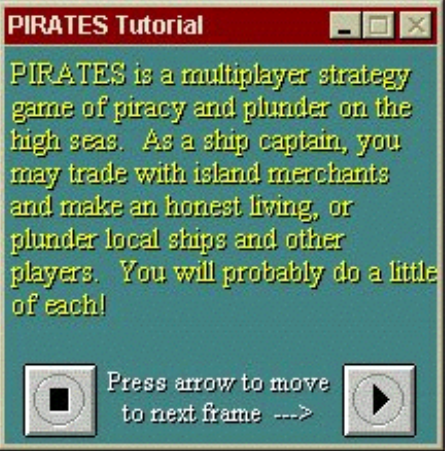 PIRATES Tutorial
PIRATES is a multiplayer strategy
game of piracy and plunder on the
high seas.  As a ship captain, you
may trade with island merchants
and make an honest living, or
plunder local ships and other
players.  You will probably do a little
of each!
Press arrow to move
to next frame --->